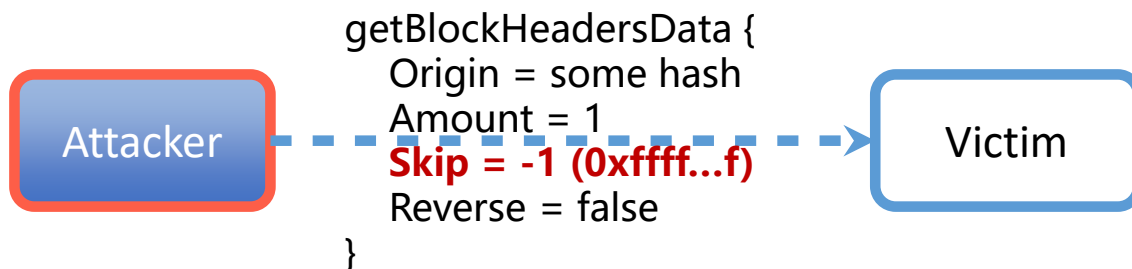 getBlockHeadersData {
Origin = some hash
Amount = 1
Attacker
Victim
Skip = -1 (0xffff...f)
Reverse = false
}